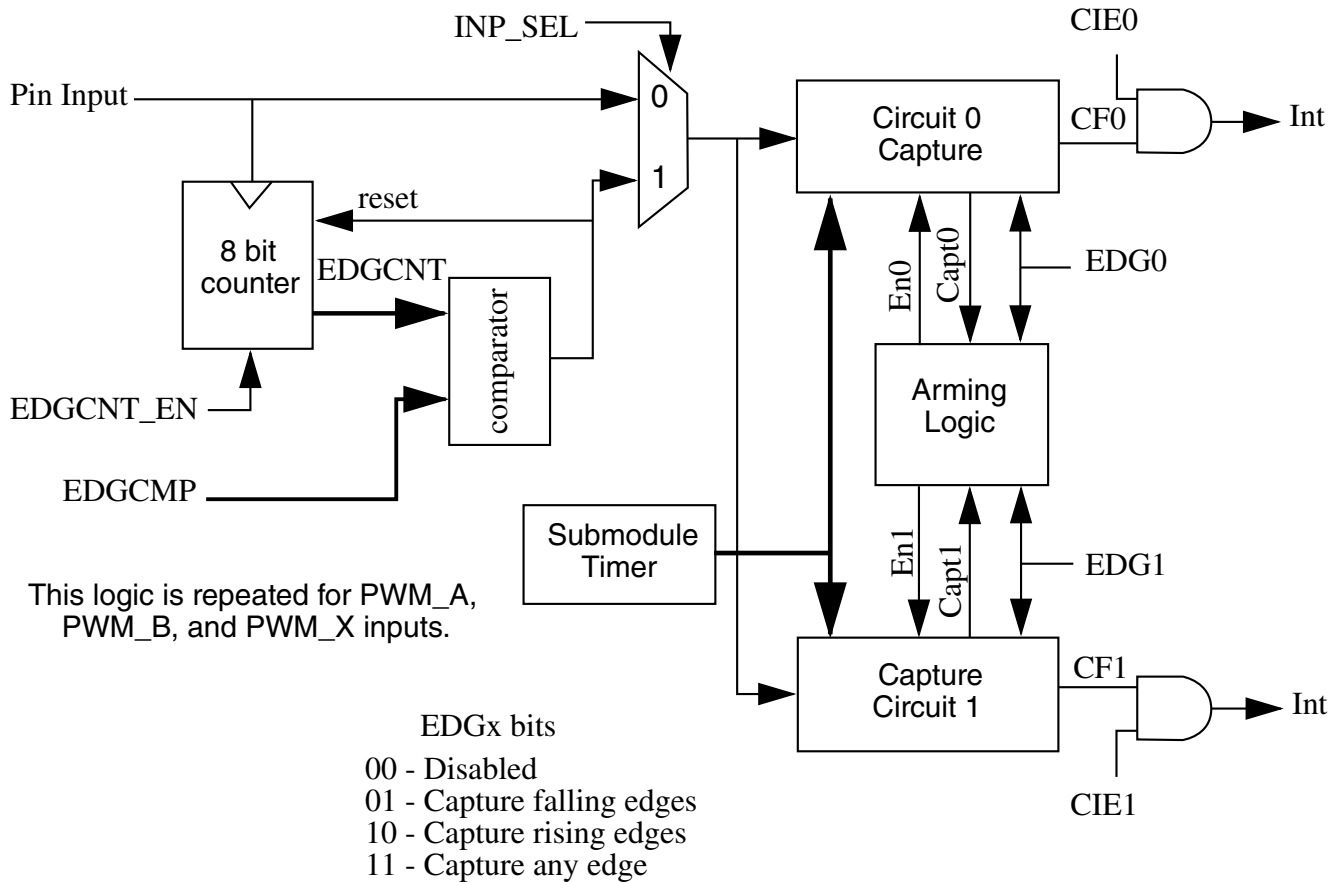 INP_SEL
CIE0
Pin Input
0
Circuit 0
Capture
CF0
Int
1
reset
8 bit
counter
EDGCNT
comparator
En0
Capt0
EDG0
EDGCNT_EN
Arming
Logic
EDGCMP
Submodule
Timer
En1
Capt1
EDG1
This logic is repeated for PWM_A,
PWM_B, and PWM_X inputs.
Capture
Circuit 1
CF1
Int
CIE1
EDGx bits
00 - Disabled
01 - Capture falling edges
10 - Capture rising edges
11 - Capture any edge